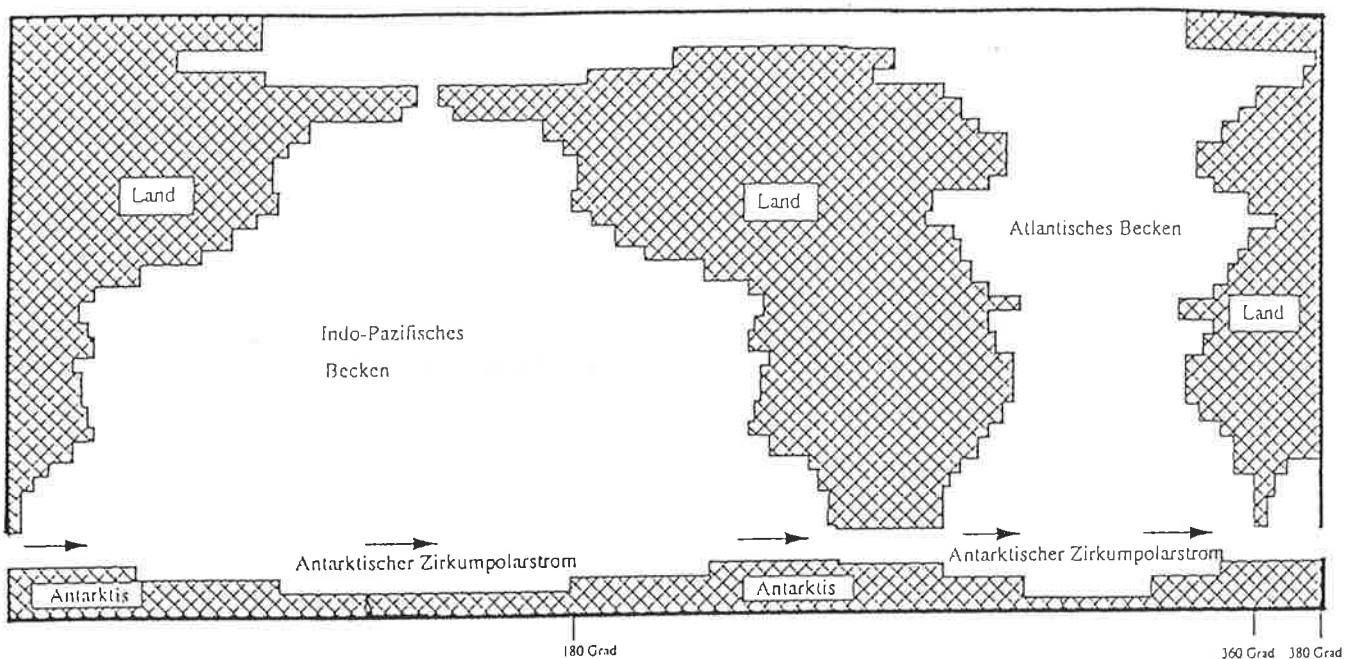 Land
Land
Atlantisches Becken
Land
Indo-Pazifisches
Becken
Antarktischer Zirkumpolarstrom
Antarktischer Zirkumpolarstrom
Antarktis
Antarktis
180 Grad
360 Grad
380 Grad